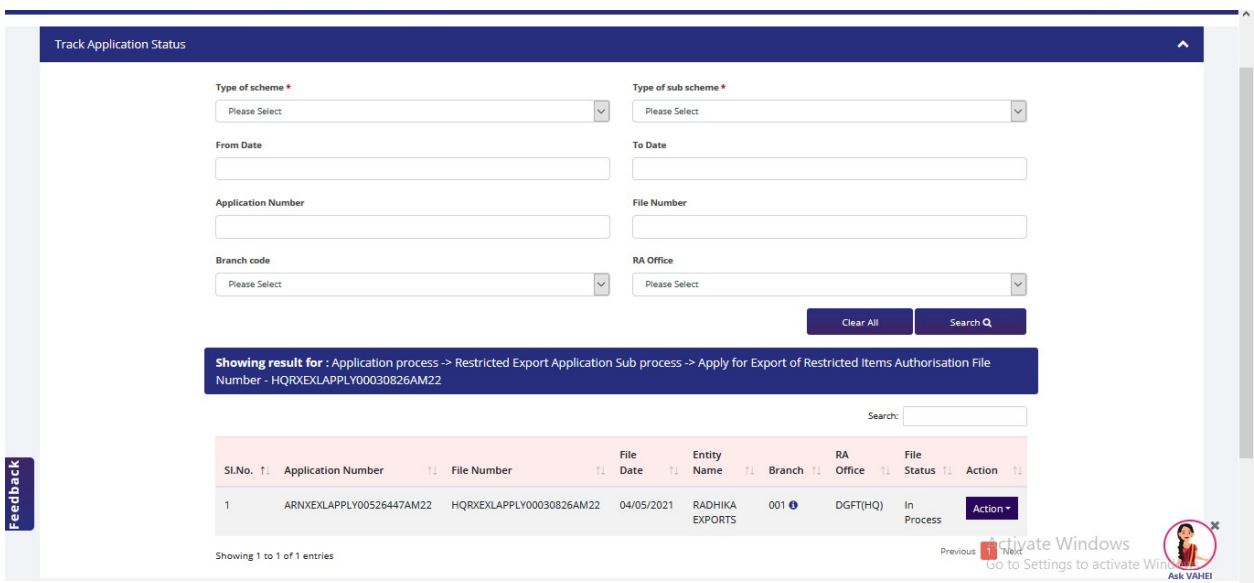 Track Application Status
Type of scheme *
Type of sub scheme *
Please Select
Please Select
From Date
To Date
Application Number
File Number
Branch code
RA Office
Please Select
Please Select
Clear All
Search
Showing result for : Application process -> Restricted Export Application Sub process -> Apply for Export of Restricted Items Authorisation File
Number - HQRXEXLAPPLY00030826AM22
Search:
Sl.No. Application Number File Number File Date Entity Name Branch RA Office File Status Action
1 ARNXEXLAPPLY00526447AM22 HQRXEXLAPPLY00030826AM22 04/05/2021 RADHIKA EXPORTS 001 DGFT(HQ) In Process Action
Showing 1 to 1 of 1 entries
Previous 1 Next
Activate Windows
Go to Settings to activate Windows.
Feedback
Ask VAHEI